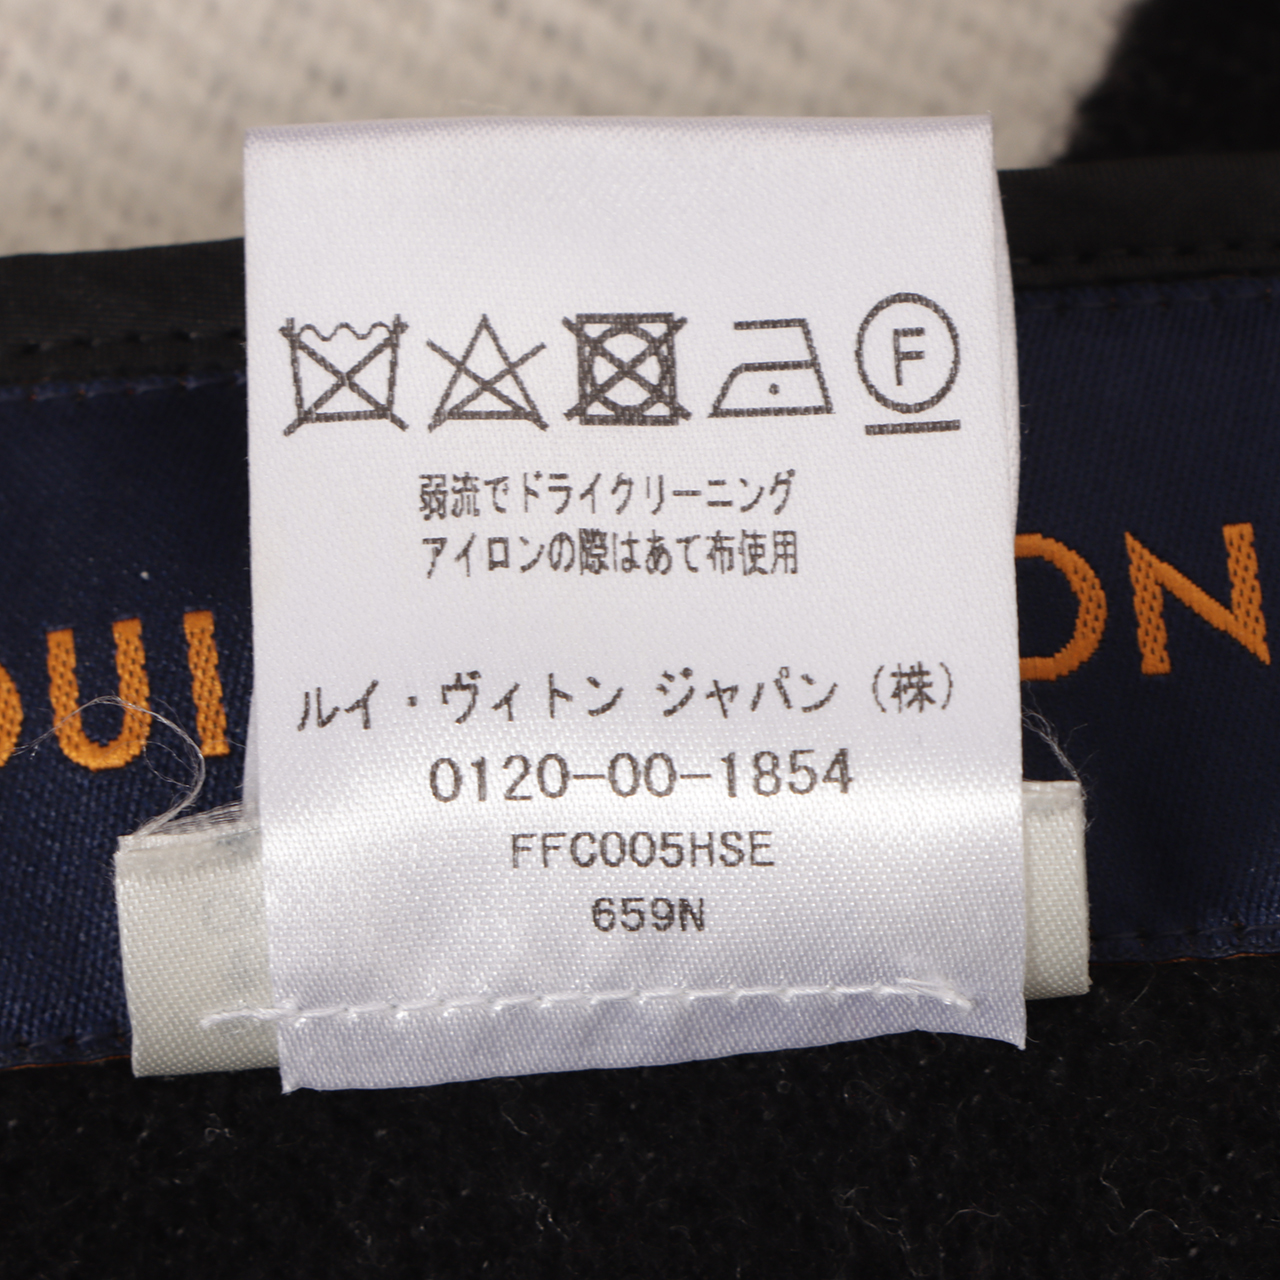 F
弱流でドライクリーニング
アイロンの際はあて布使用
OUI ON
ルイ・ヴィトン ジャパン (株)
0120-00-1854
FFC005HSE
659N